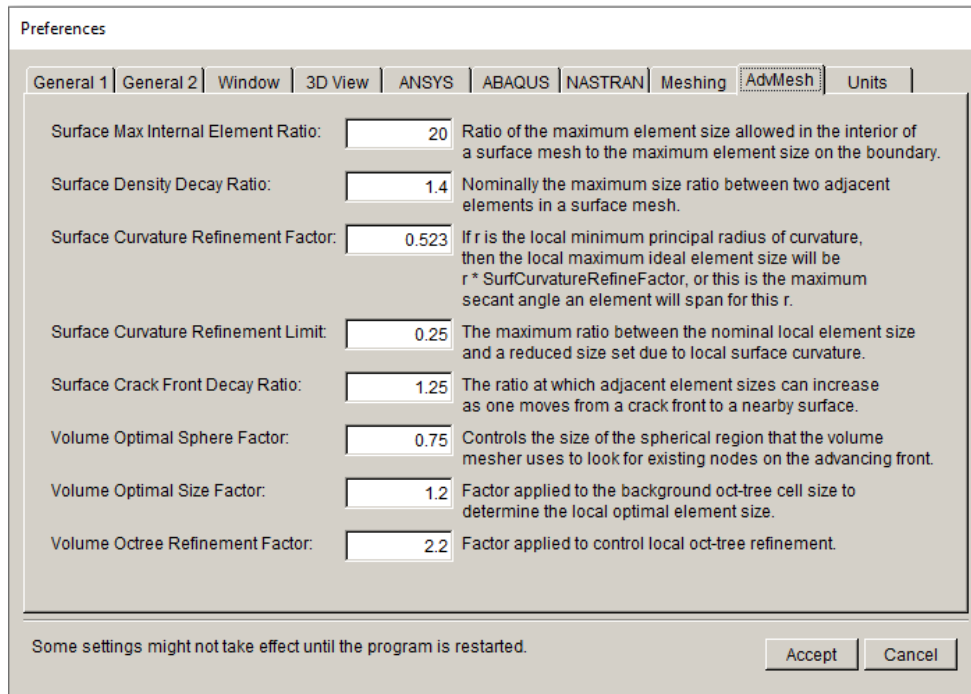 Preferences
General 1 General 2 Window 3D View ANSYS ABAQUS NASTRAN Meshing AdvMesh Units
Surface Max Internal Element Ratio: 20 Ratio of the maximum element size allowed in the interior of
a surface mesh to the maximum element size on the boundary.
Surface Density Decay Ratio: 1.4 Nominally the maximum size ratio between two adjacent
elements in a surface mesh.
Surface Curvature Refinement Factor: 0.523 If r is the local minimum principal radius of curvature,
then the local maximum ideal element size will be
r * SurfCurvatureRefineFactor, or this is the maximum
secant angle an element will span for this r.
Surface Curvature Refinement Limit: 0.25 The maximum ratio between the nominal local element size
and a reduced size set due to local surface curvature.
Surface Crack Front Decay Ratio: 1.25 The ratio at which adjacent element sizes can increase
as one moves from a crack front to a nearby surface.
Volume Optimal Sphere Factor: 0.75 Controls the size of the spherical region that the volume
mesher uses to look for existing nodes on the advancing front.
Volume Optimal Size Factor: 1.2 Factor applied to the background oct-tree cell size to
determine the local optimal element size.
Volume Octree Refinement Factor: 2.2 Factor applied to control local oct-tree refinement.
Some settings might not take effect until the program is restarted.
Accept Cancel